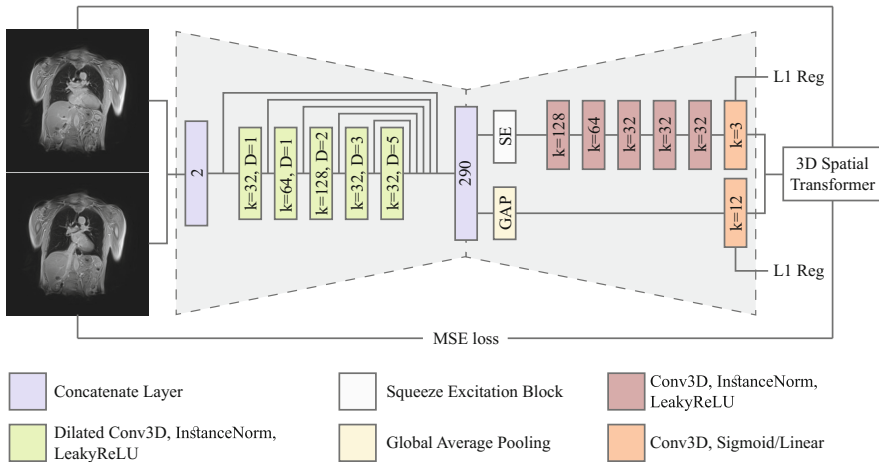 L1 Reg
2
k=32, D=1
k=64, D=1
k=128, D=2
k=32, D=3
k=32, D=5
290
SE
GAP
k=128
k=64
k=32
k=32
k=32
k=3
k=12
3D Spatial
Transformer
L1 Reg
MSE loss
Concatenate Layer
Squeeze Excitation Block
Conv3D, InstanceNorm,
LeakyReLU
Dilated Conv3D, InstanceNorm,
LeakyReLU
Global Average Pooling
Conv3D, Sigmoid/Linear